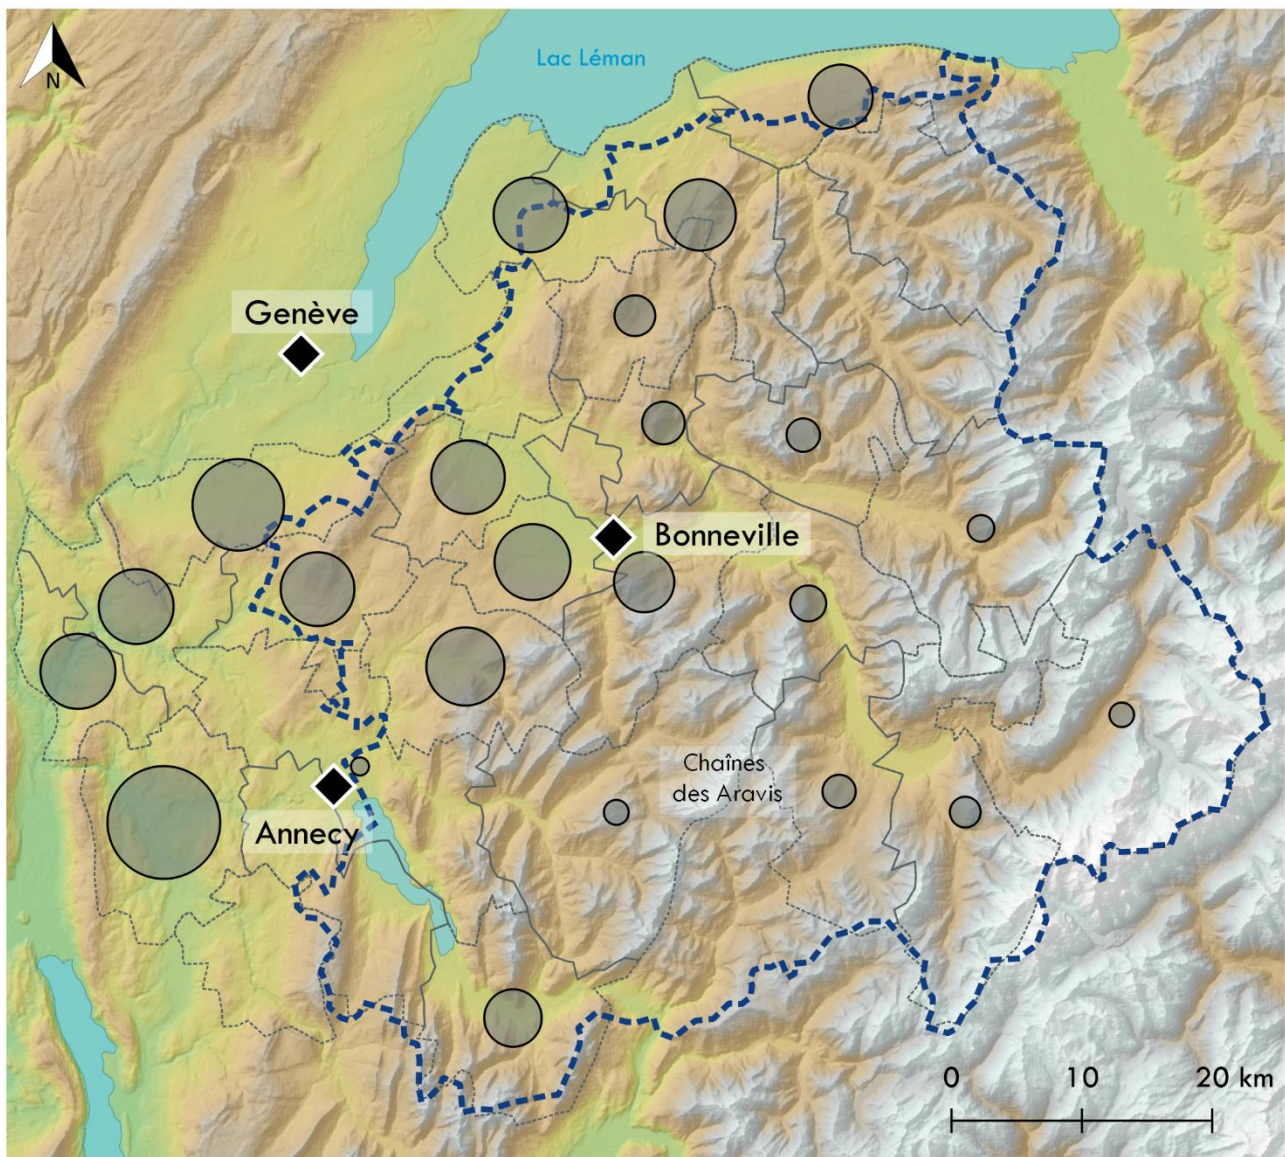 Lac Léman
N
Genève
Bonneville
Chaînes
des Aravis
Annecy
0 10 20 km